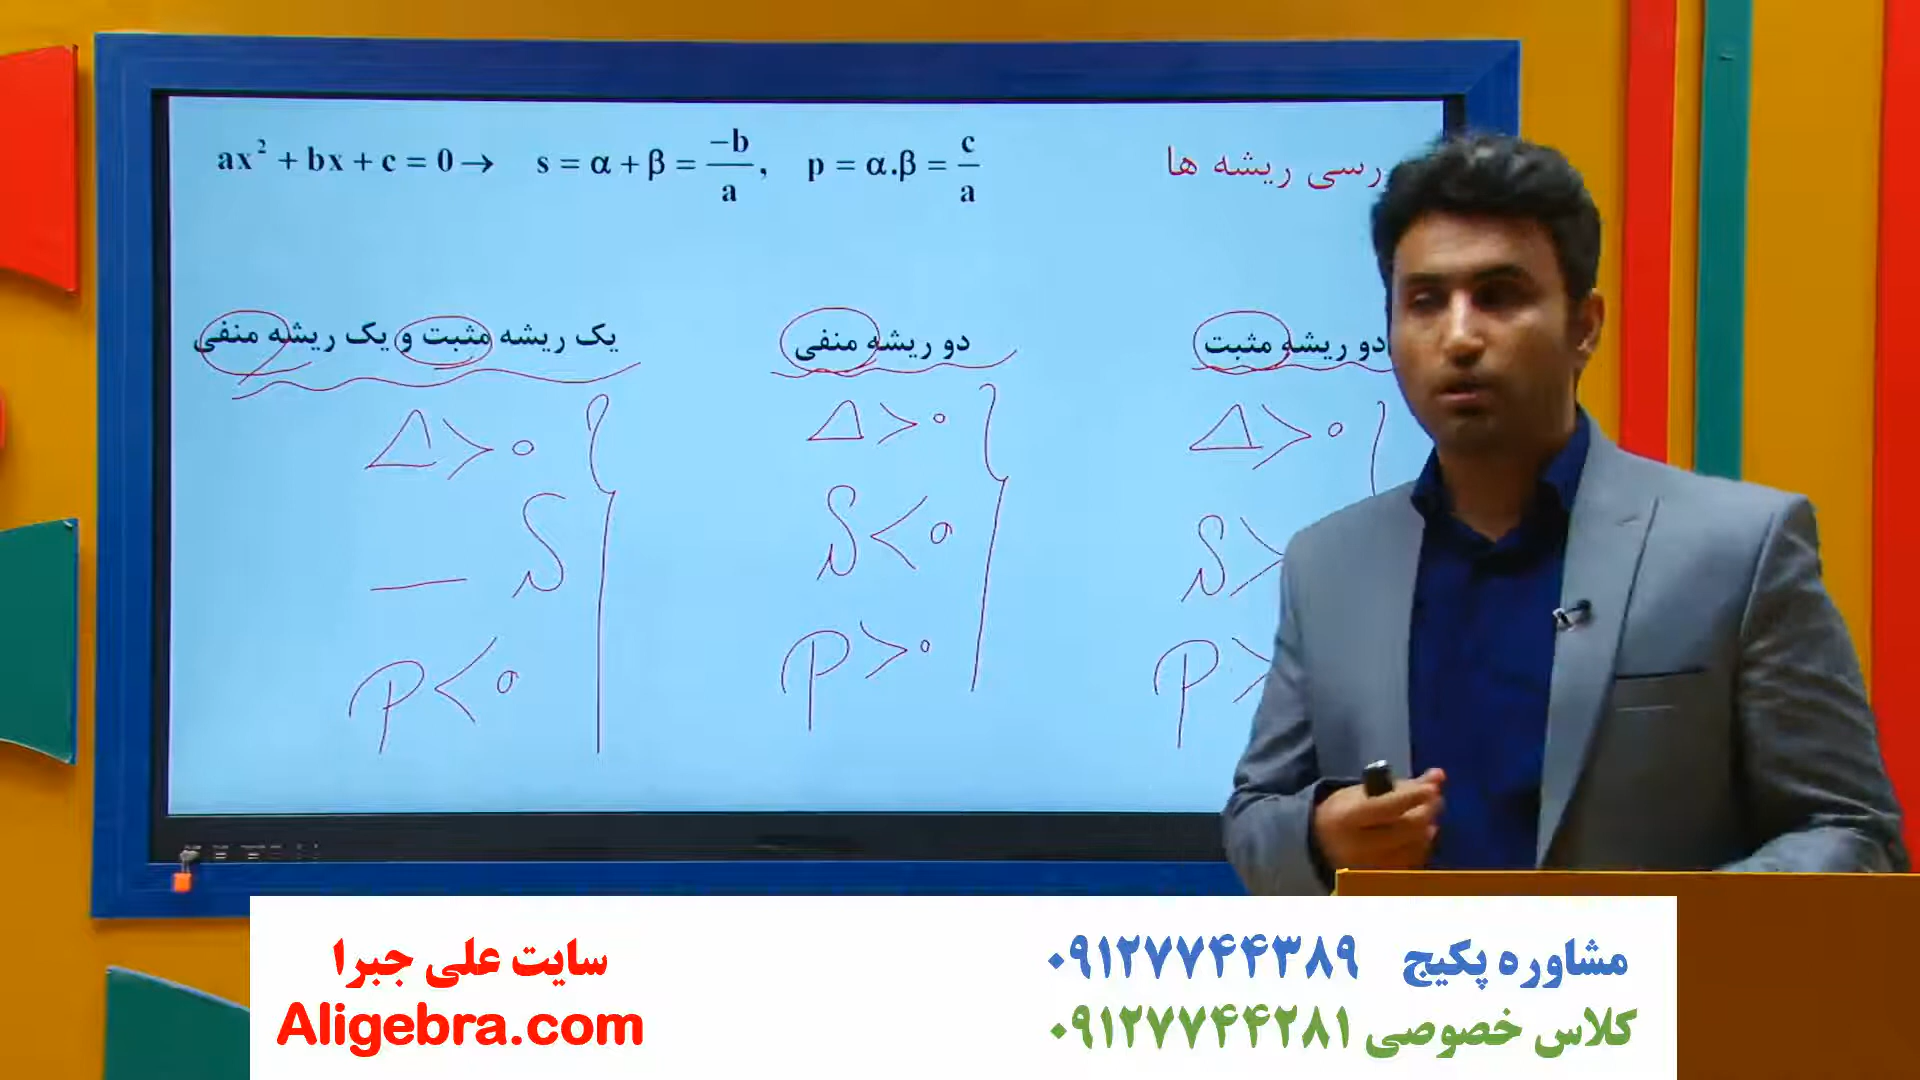 ax² + bx + c = 0 → s = α + β = −b/a , p = α.β = c/a
رسی ریشه ها
دو ریشه مثبت
Δ > ۰
S >
P >
دو ریشه منفی
Δ > ۰
S < ۰
P > ۰
یک ریشه مثبت و یک ریشه منفی
Δ > ۰
S —
P < ۰
مشاوره پکیج ۰۹۱۲۷۷۴۴۳۸۹
کلاس خصوصی ۰۹۱۲۷۷۴۴۲۸۱
سایت علی جبرا
Aligebra.com